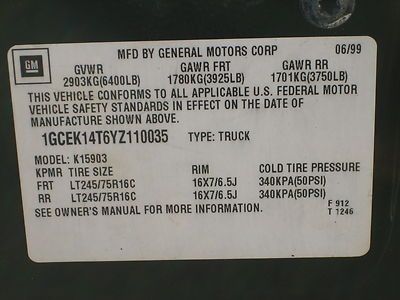 MFD BY GENERAL MOTORS CORP 06/99
GM
GVWR GAWR FRT GAWR RR
2903KG(6400LB) 1780KG(3925LB) 1701KG(3750LB)
THIS VEHICLE CONFORMS TO ALL APPLICABLE U.S. FEDERAL MOTOR
VEHICLE SAFETY STANDARDS IN EFFECT ON THE DATE OF
MANUFACTURE SHOWN ABOVE.
1GCEK14T6YZ110035 TYPE: TRUCK
MODEL: K15903
KPMR TIRE SIZE RIM COLD TIRE PRESSURE
FRT LT245/75R16C 16X7/6.5J 340KPA(50PSI)
RR LT245/75R16C 16X7/6.5J 340KPA(50PSI)
SEE OWNER'S MANUAL FOR MORE INFORMATION. F 912
T 1246